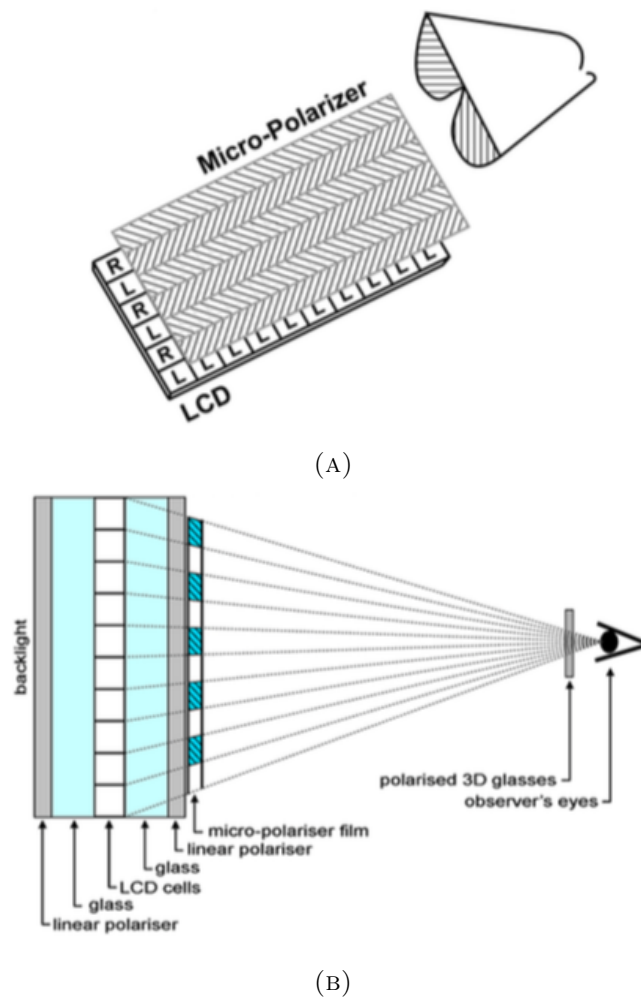 Micro-Polarizer
R
L
R
L
R
L L L L L L L L L L L
LCD
(A)
backlight
polarised 3D glasses
observer's eyes
micro-polariser film
linear polariser
glass
LCD cells
glass
linear polariser
(B)